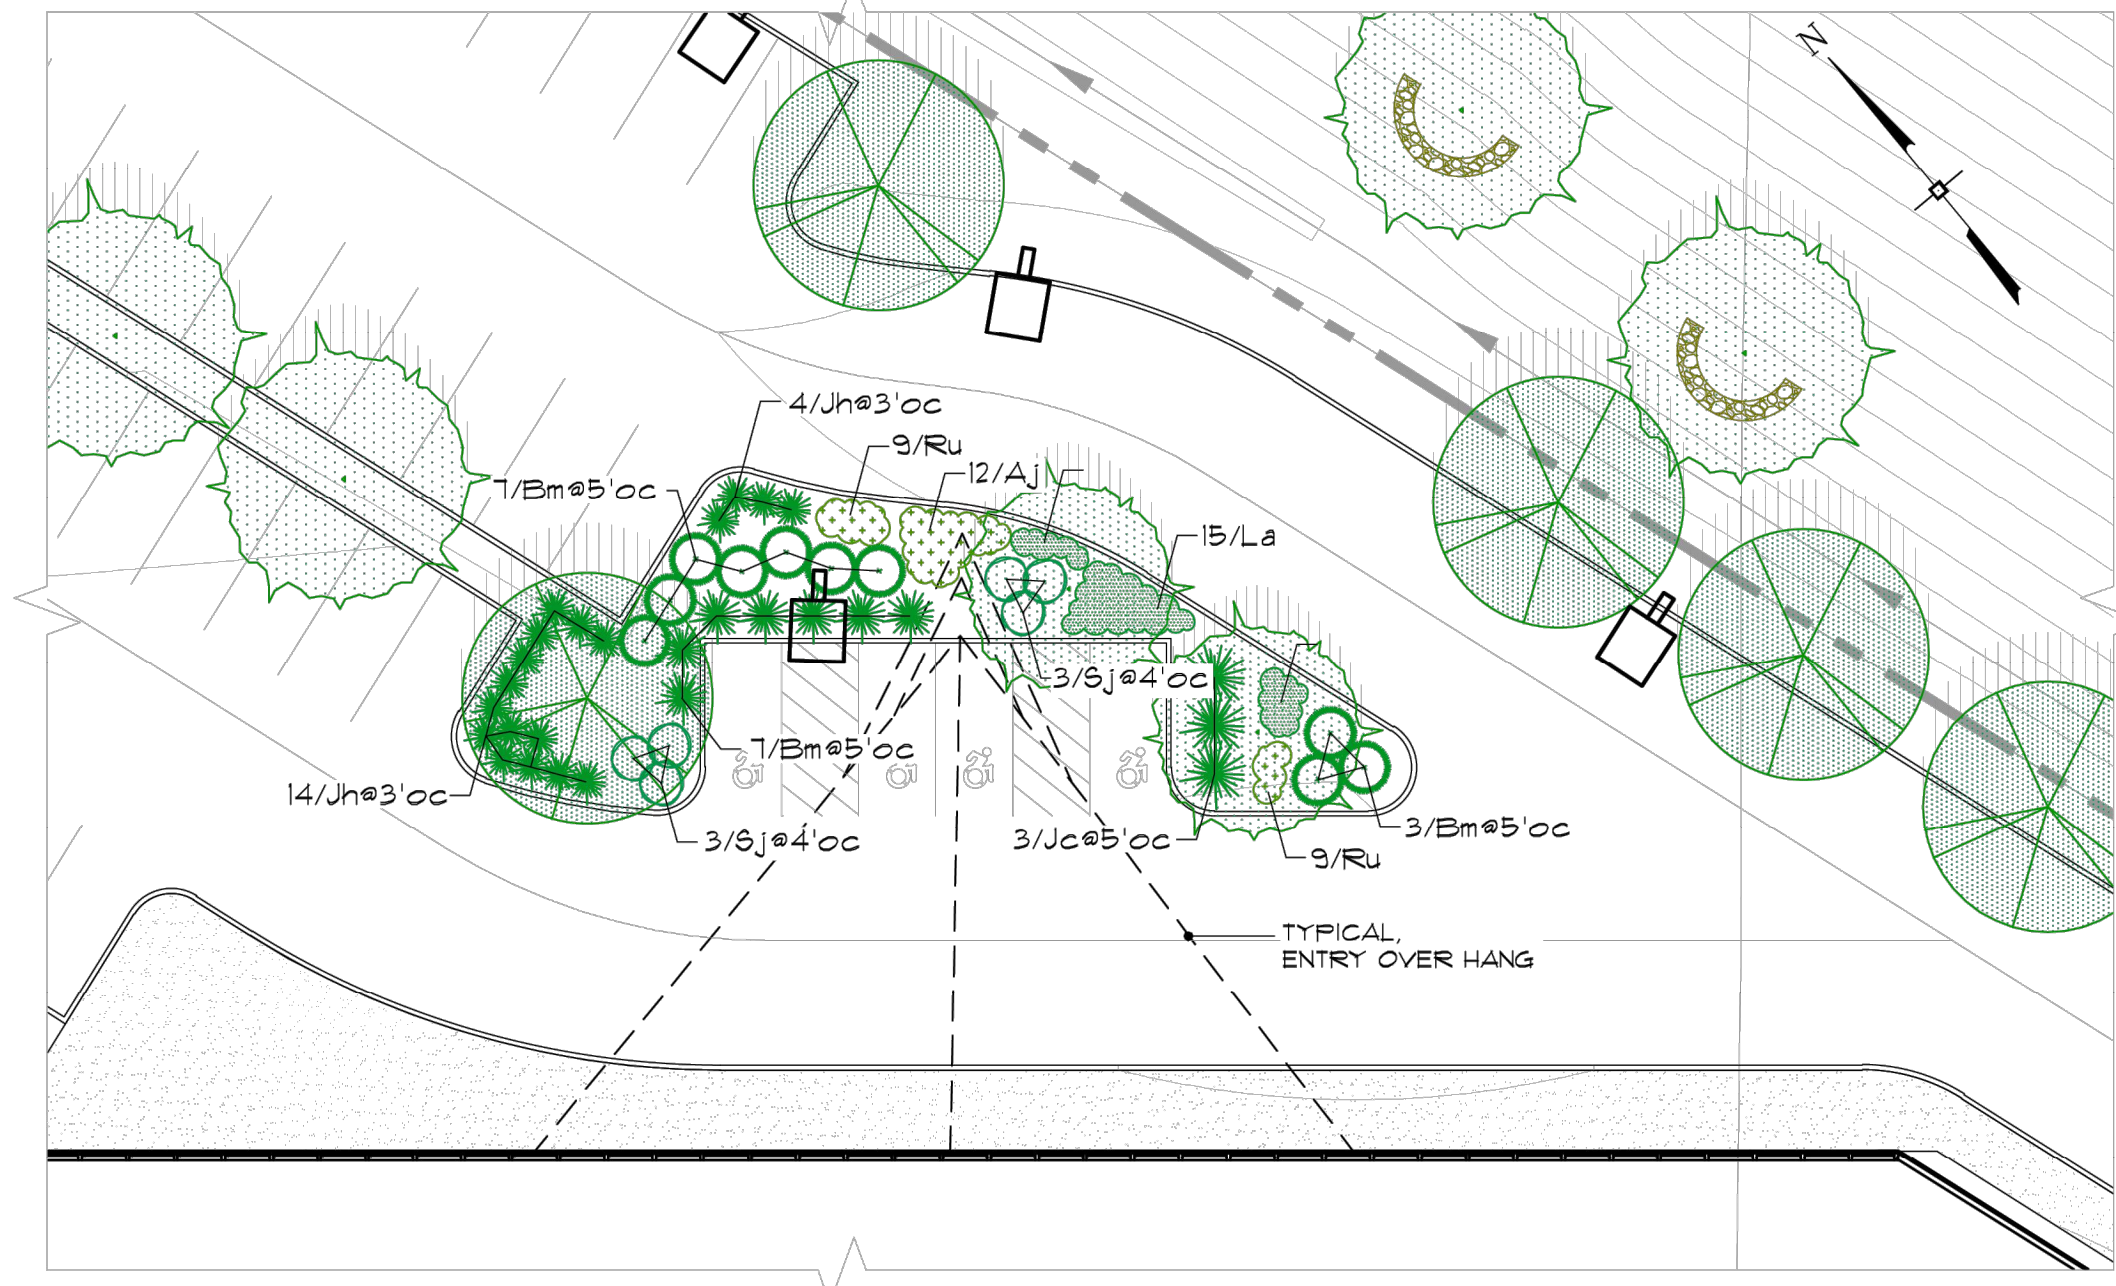 N
4/Jh@3'oc
9/Ru
12/Aj
7/Bm@5'oc
15/La
3/Sj@4'oc
7/Bm@5'oc
14/Jh@3'oc
3/Sj@4'oc
3/Jc@5'oc
3/Bm@5'oc
9/Ru
TYPICAL,
ENTRY OVER HANG